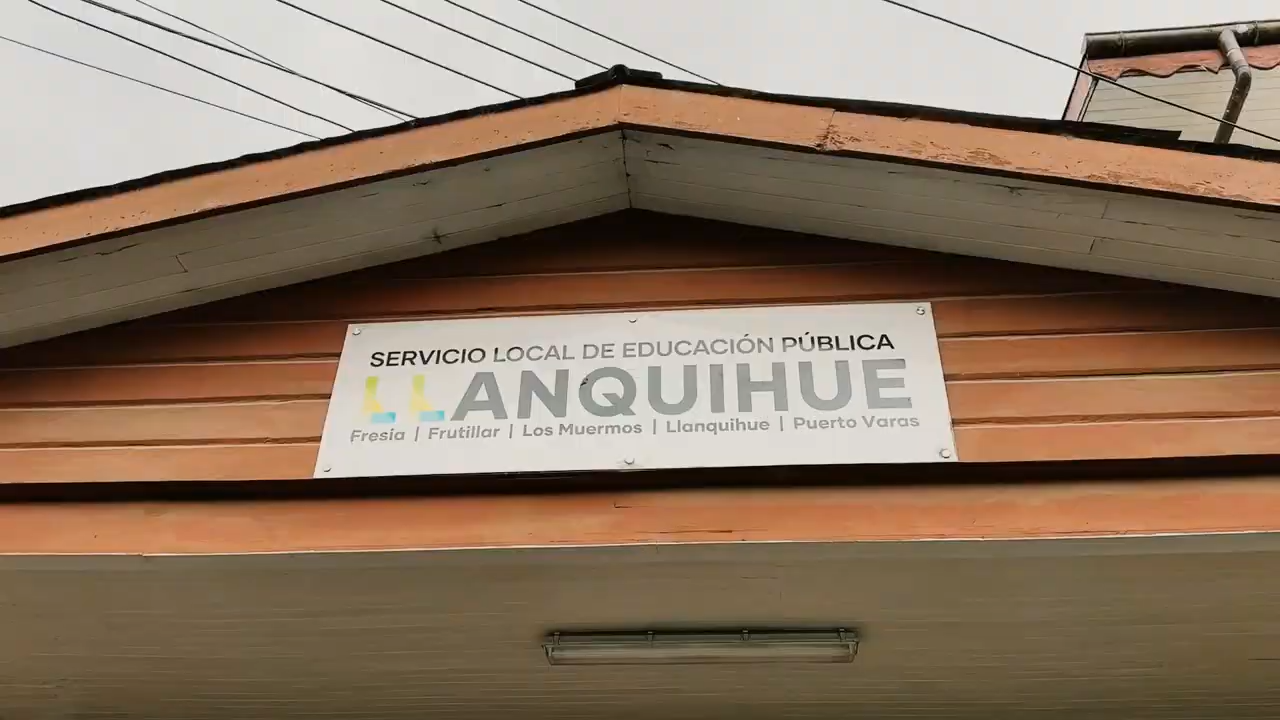 SERVICIO LOCAL DE EDUCACIÓN PÚBLICA
LLANQUIHUE
Fresia | Frutillar | Los Muermos | Llanquihue | Puerto Varas